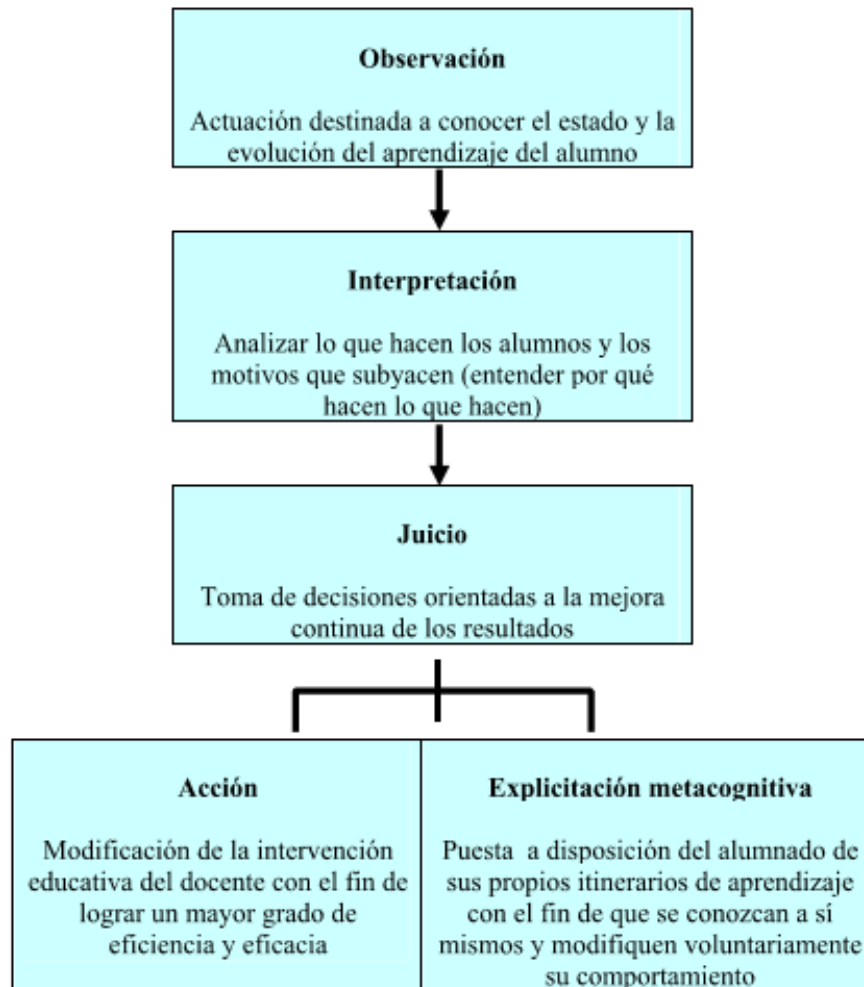 Observación
Actuación destinada a conocer el estado y la
evolución del aprendizaje del alumno
Interpretación
Analizar lo que hacen los alumnos y los
motivos que subyacen (entender por qué
hacen lo que hacen)
Juicio
Toma de decisiones orientadas a la mejora
continua de los resultados
Acción
Modificación de la intervención
educativa del docente con el fin de
lograr un mayor grado de
eficiencia y eficacia
Explicitación metacognitiva
Puesta a disposición del alumnado de
sus propios itinerarios de aprendizaje
con el fin de que se conozcan a sí
mismos y modifiquen voluntariamente
su comportamiento